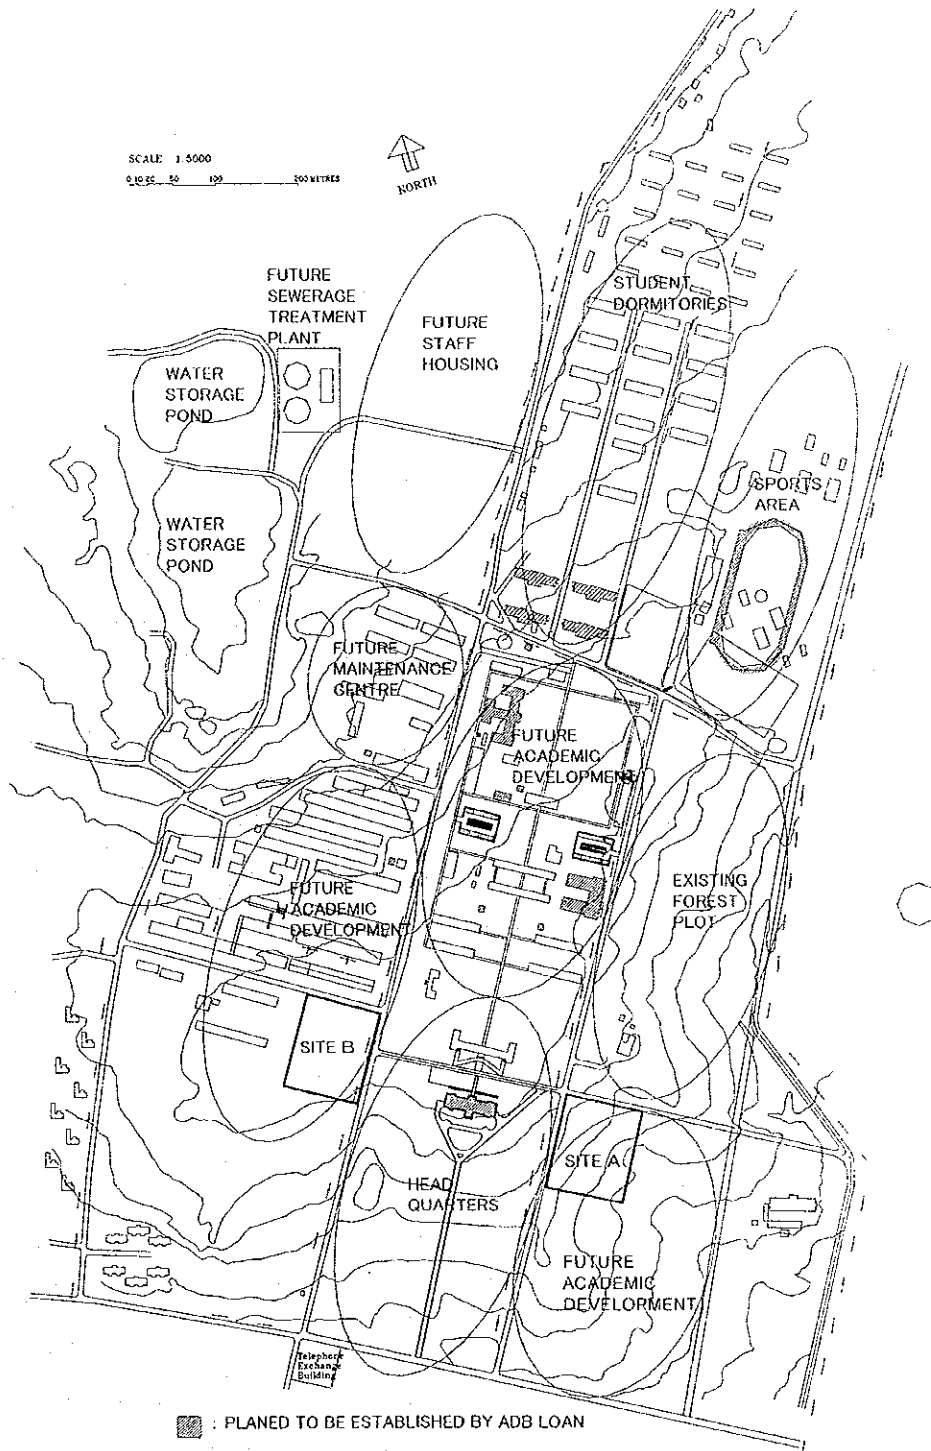 SCALE 1:5000
0 10 20 50 100 200 METRES
NORTH
FUTURE
SEWERAGE
TREATMENT
PLANT
FUTURE
STAFF
HOUSING
STUDENT
DORMITORIES
WATER
STORAGE
POND
SPORTS
AREA
WATER
STORAGE
POND
FUTURE
MAINTENANCE
CENTRE
FUTURE
ACADEMIC
DEVELOPMENT
FUTURE
ACADEMIC
DEVELOPMENT
EXISTING
FOREST
PLOT
SITE B
SITE A
HEAD
QUARTERS
FUTURE
ACADEMIC
DEVELOPMENT
Telephone
Exchange
Building
: PLANED TO BE ESTABLISHED BY ADB LOAN